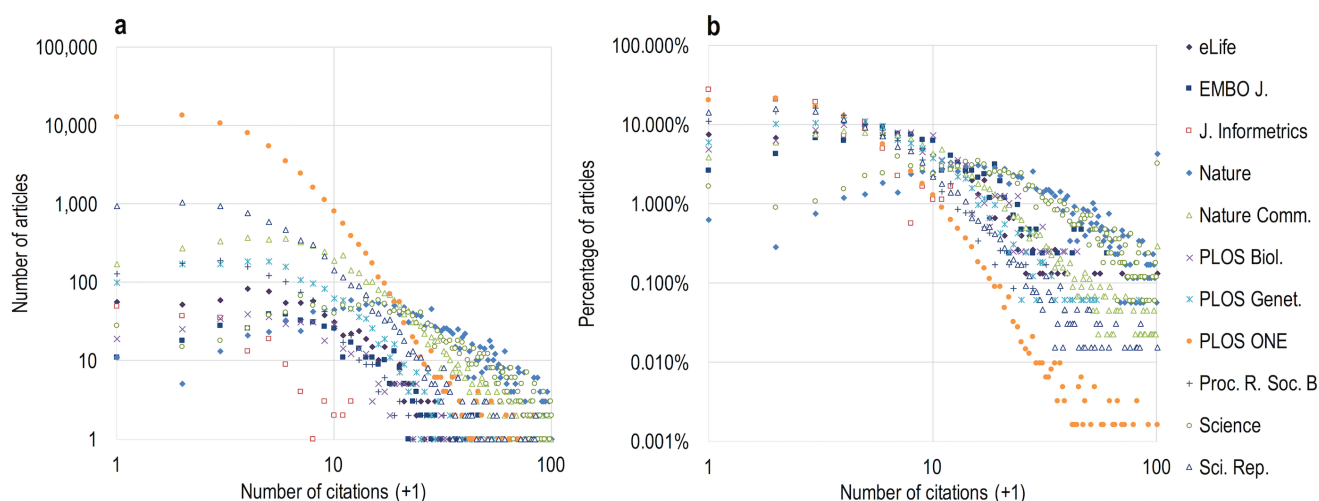 a
100,000
10,000
1,000
100
10
1
Number of articles
1
10
100
Number of citations (+1)
b
100.000%
10.000%
1.000%
0.100%
0.010%
0.001%
Percentage of articles
1
10
100
Number of citations (+1)
eLife
EMBO J.
J. Informetrics
Nature
Nature Comm.
PLOS Biol.
PLOS Genet.
PLOS ONE
Proc. R. Soc. B
Science
Sci. Rep.